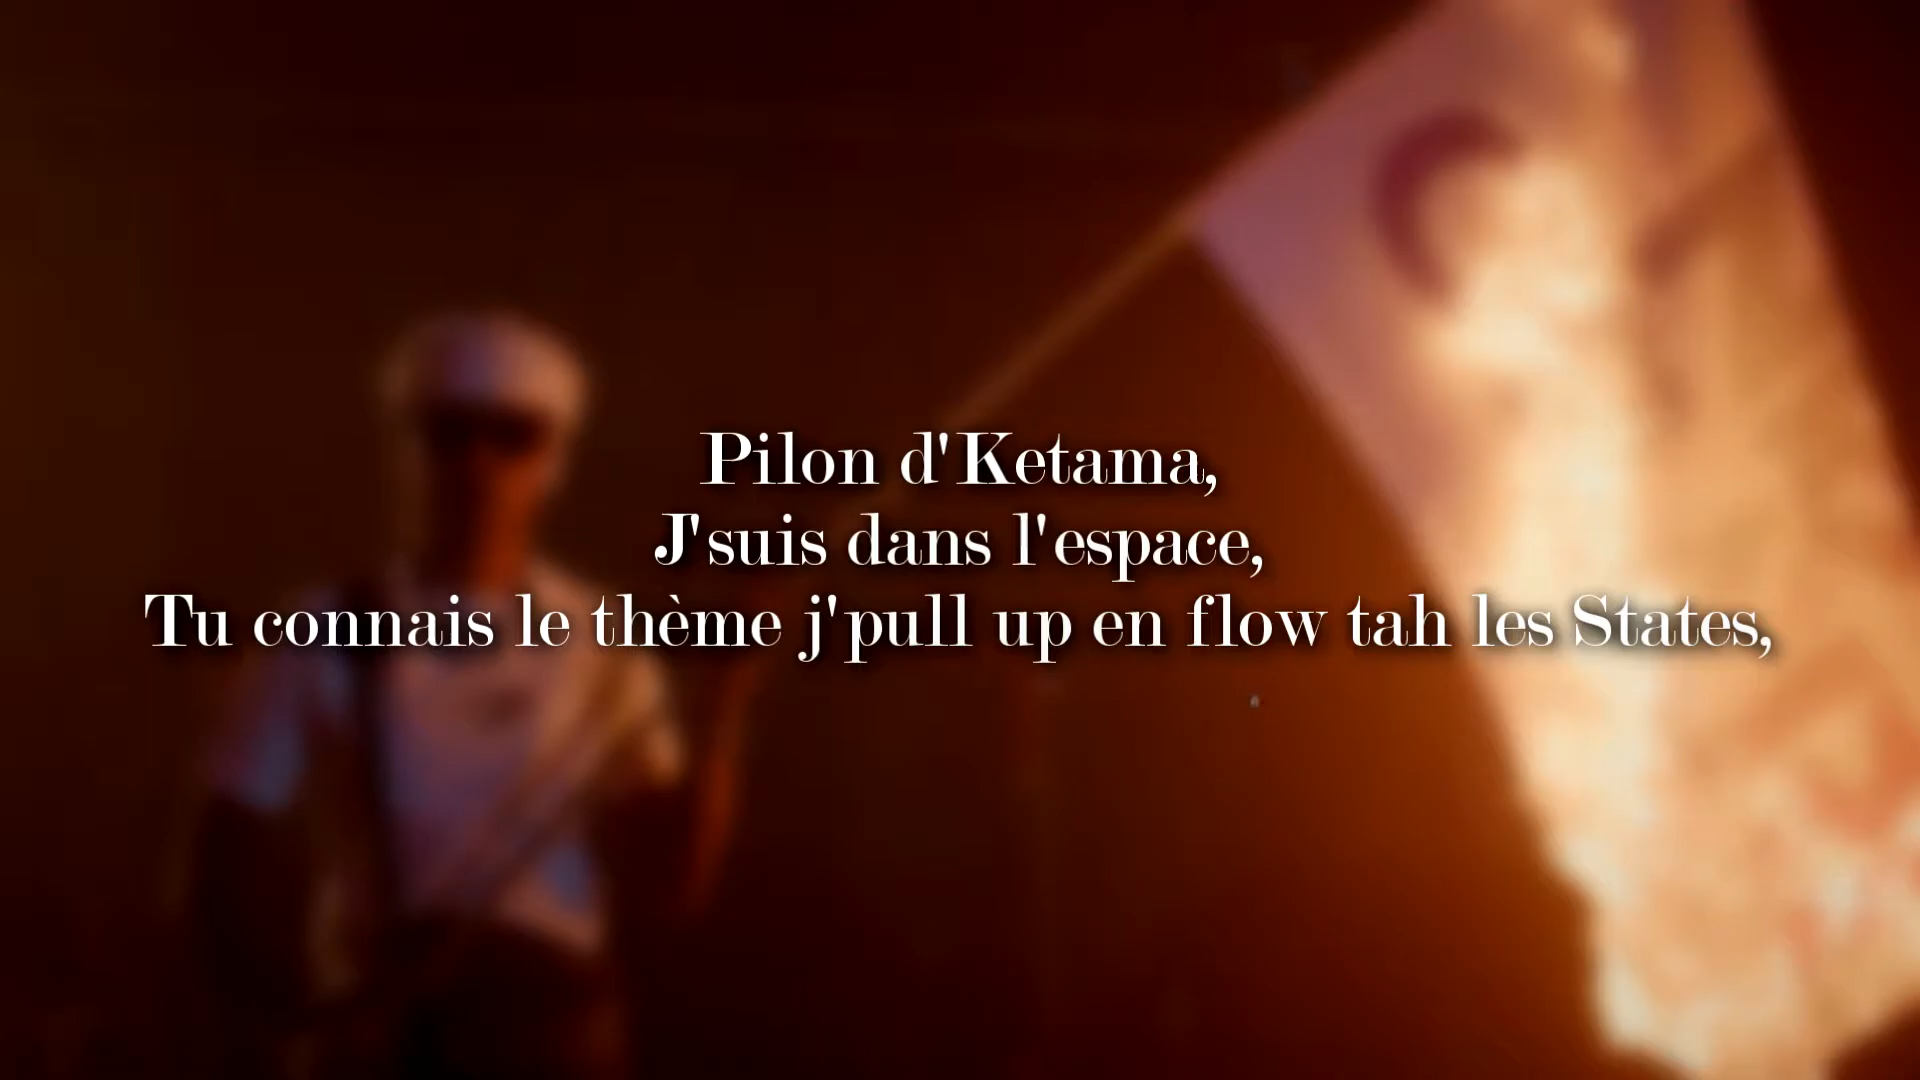 Pilon d'Ketama,
J'suis dans l'espace,
Tu connais le thème j'pull up en flow tah les States,